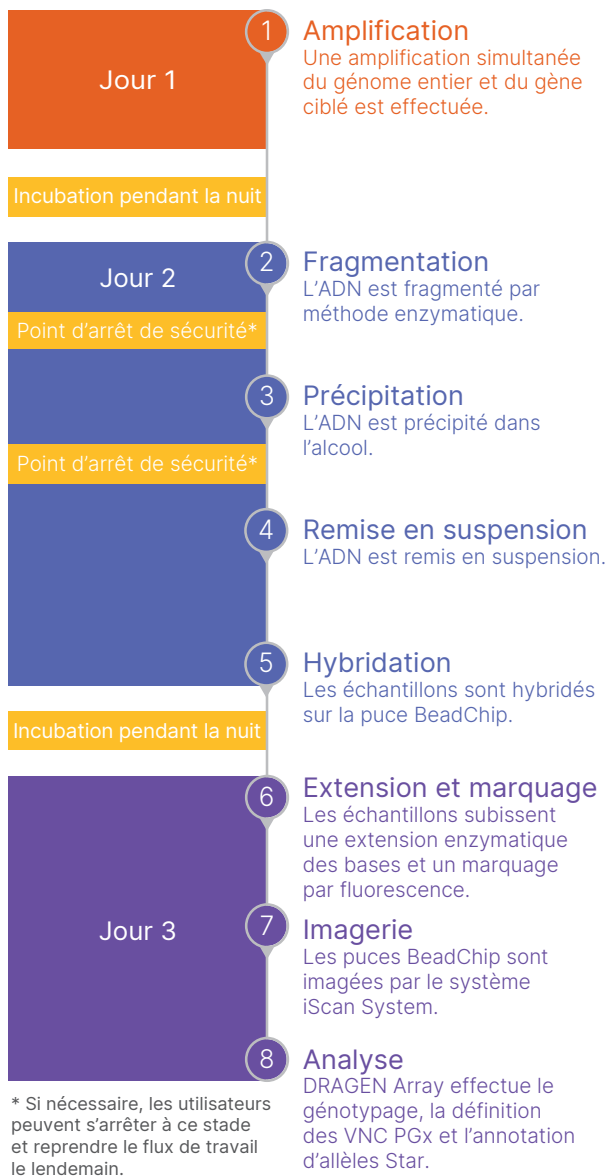 Jour 1
1
Amplification
Une amplification simultanée
du génome entier et du gène
ciblé est effectuée.
Incubation pendant la nuit
Jour 2
2
Fragmentation
L’ADN est fragmenté par
méthode enzymatique.
Point d’arrêt de sécurité*
3
Précipitation
L’ADN est précipité dans
l’alcool.
Point d’arrêt de sécurité*
4
Remise en suspension
L’ADN est remis en suspension.
5
Hybridation
Les échantillons sont hybridés
sur la puce BeadChip.
Incubation pendant la nuit
Jour 3
6
Extension et marquage
Les échantillons subissent
une extension enzymatique
des bases et un marquage
par fluorescence.
7
Imagerie
Les puces BeadChip sont
imagées par le système
iScan System.
8
Analyse
DRAGEN Array effectue le
génotypage, la définition
des VNC PGx et l’annotation
d’allèles Star.
* Si nécessaire, les utilisateurs
peuvent s’arrêter à ce stade
et reprendre le flux de travail
le lendemain.